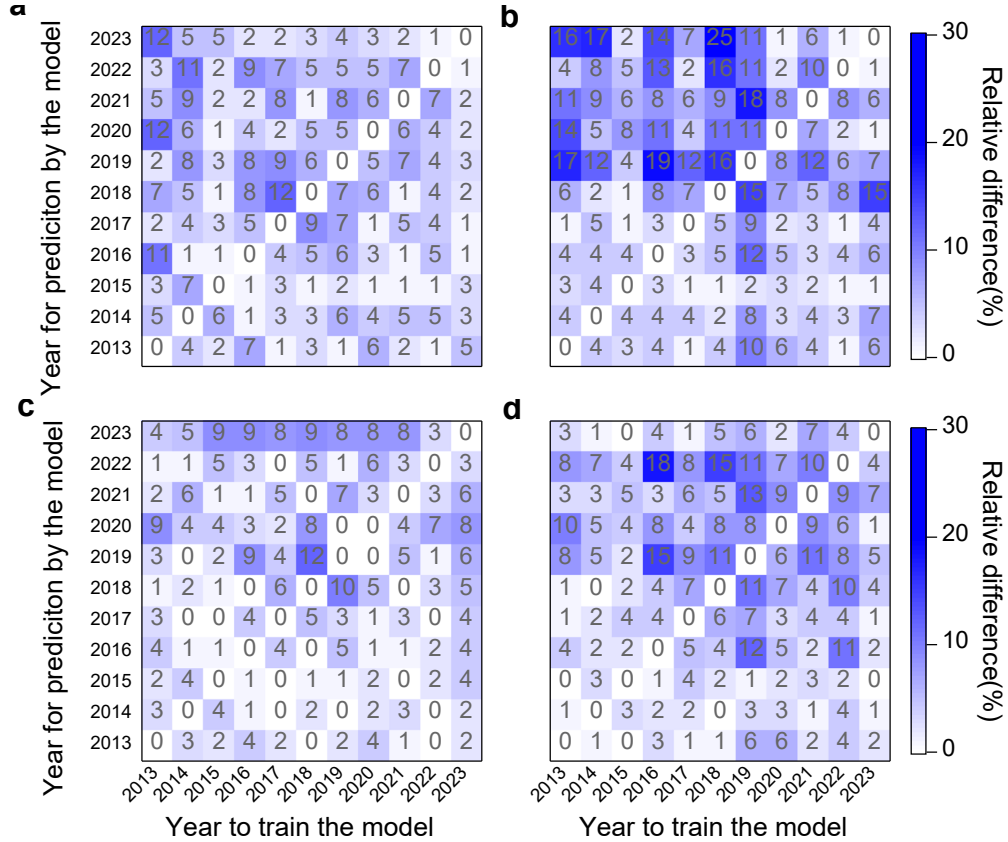 a
b
Year for prediciton by the model
2023 12 5 5 2 2 3 4 3 2 1 0
2022 3 11 2 9 7 5 5 5 7 0 1
2021 5 9 2 2 8 1 8 6 0 7 2
2020 12 6 1 4 2 5 5 0 6 4 2
2019 2 8 3 8 9 6 0 5 7 4 3
2018 7 5 1 8 12 0 7 6 1 4 2
2017 2 4 3 5 0 9 7 1 5 4 1
2016 11 1 1 0 4 5 6 3 1 5 1
2015 3 7 0 1 3 1 2 1 1 1 3
2014 5 0 6 1 3 3 6 4 5 5 3
2013 0 4 2 7 1 3 1 6 2 1 5
16 17 2 14 7 25 11 1 6 1 0
4 8 5 13 2 16 11 2 10 0 1
11 9 6 8 6 9 18 8 0 8 6
14 5 8 11 4 11 11 0 7 2 1
17 12 4 19 12 16 0 8 12 6 7
6 2 1 8 7 0 15 7 5 8 15
1 5 1 3 0 5 9 2 3 1 4
4 4 4 0 3 5 12 5 3 4 6
3 4 0 3 1 1 2 3 2 1 1
4 0 4 4 4 2 8 3 4 3 7
0 4 3 4 1 4 10 6 4 1 6
30
20
10
0
Relative difference(%)
c
d
Year for prediciton by the model
2023 4 5 9 9 8 9 8 8 8 3 0
2022 1 1 5 3 0 5 1 6 3 0 3
2021 2 6 1 1 5 0 7 3 0 3 6
2020 9 4 4 3 2 8 0 0 4 7 8
2019 3 0 2 9 4 12 0 0 5 1 6
2018 1 2 1 0 6 0 10 5 0 3 5
2017 3 0 0 4 0 5 3 1 3 0 4
2016 4 1 1 0 4 0 5 1 1 2 4
2015 2 4 0 1 0 1 1 2 0 2 4
2014 3 0 4 1 0 2 0 2 3 0 2
2013 0 3 2 4 2 0 2 4 1 0 2
2013 2014 2015 2016 2017 2018 2019 2020 2021 2022 2023
Year to train the model
3 1 0 4 1 5 6 2 7 4 0
8 7 4 18 8 15 11 7 10 0 4
3 3 5 3 6 5 13 9 0 9 7
10 5 4 8 4 8 8 0 9 6 1
8 5 2 15 9 11 0 6 11 8 5
1 0 2 4 7 0 11 7 4 10 4
1 2 4 4 0 6 7 3 4 4 1
4 2 2 0 5 4 12 5 2 11 2
0 3 0 1 4 2 1 2 3 2 0
1 0 3 2 2 0 3 3 1 4 1
0 1 0 3 1 1 6 6 2 4 2
2013 2014 2015 2016 2017 2018 2019 2020 2021 2022 2023
Year to train the model
30
20
10
0
Relative difference(%)